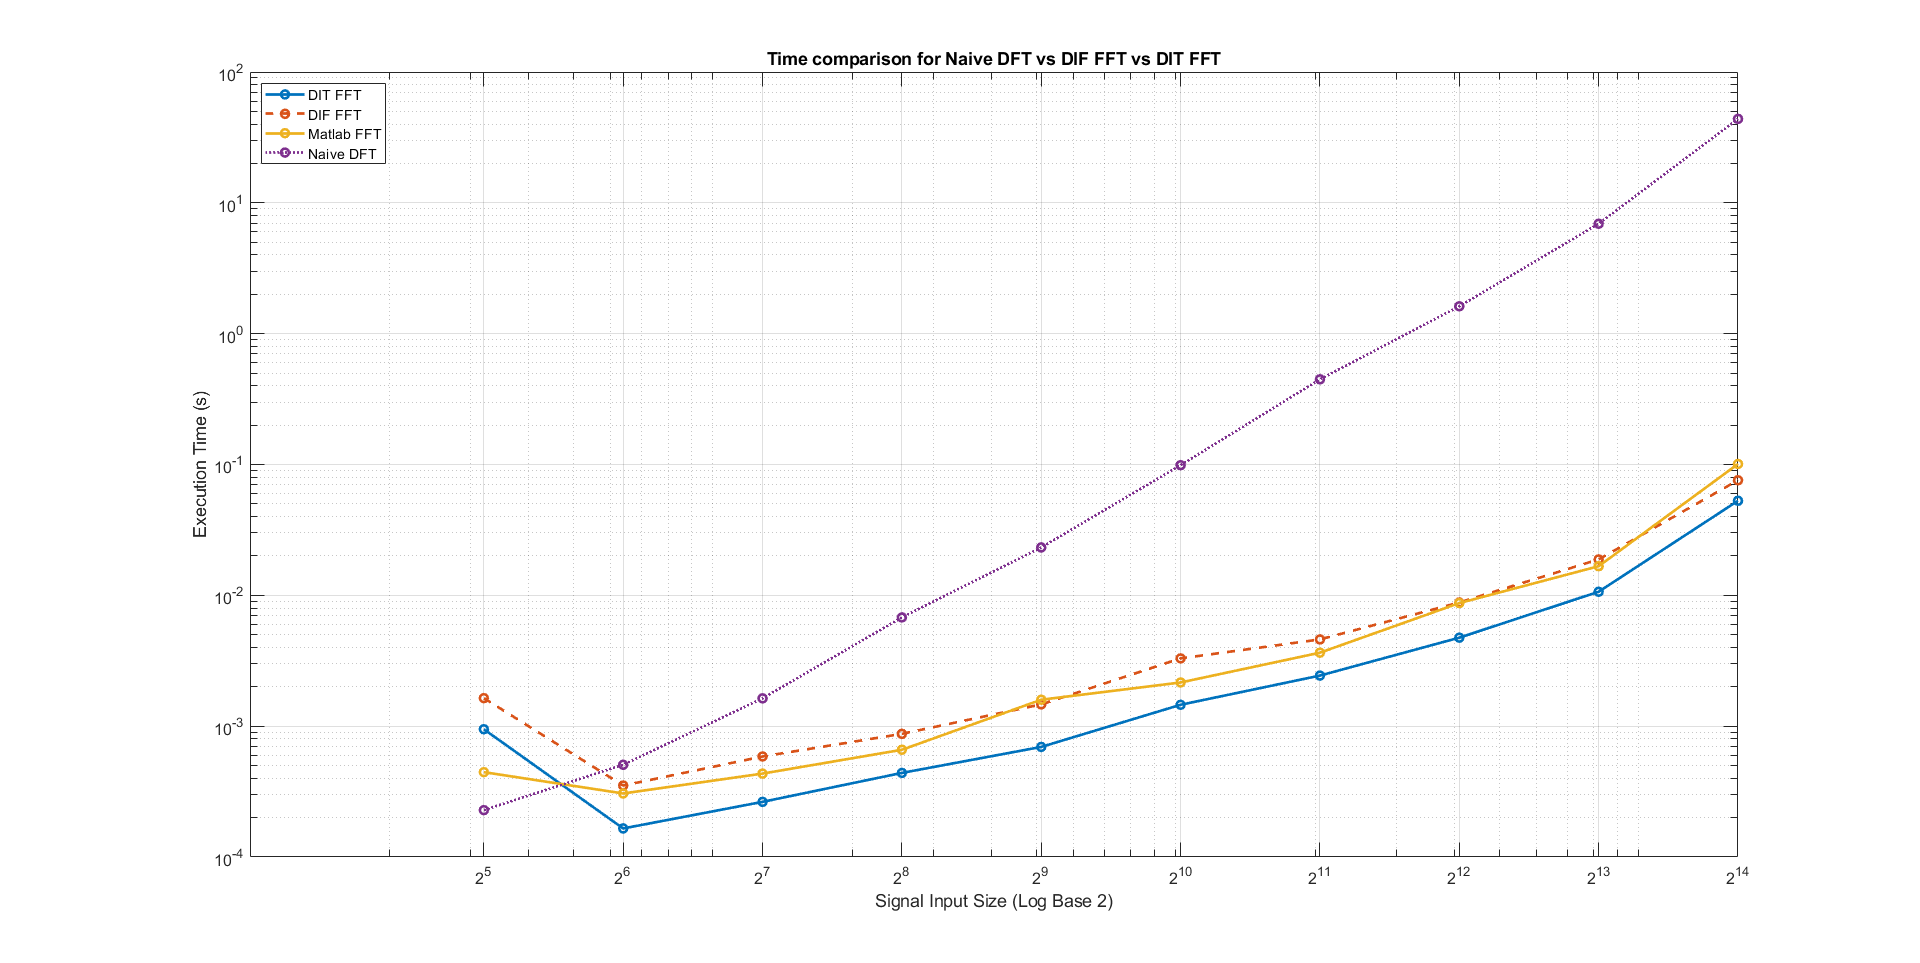 Time comparison for Naive DFT vs DIF FFT vs DIT FFT
DIT FFT
DIF FFT
Matlab FFT
Naive DFT
10^2
10^1
10^0
10^-1
10^-2
10^-3
10^-4
Execution Time (s)
2^5 2^6 2^7 2^8 2^9 2^10 2^11 2^12 2^13 2^14
Signal Input Size (Log Base 2)